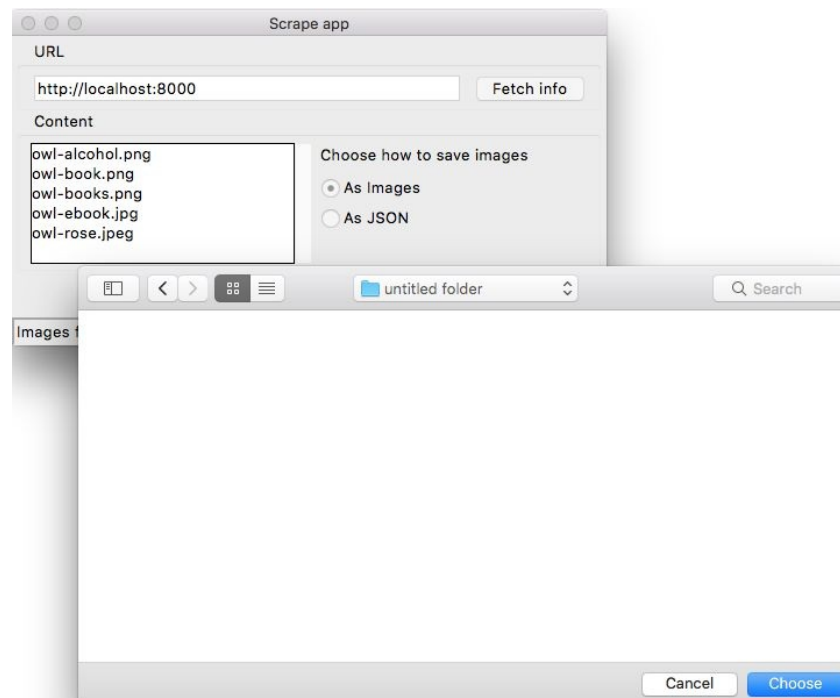 Scrape app
URL
http://localhost:8000
Fetch info
Content
owl-alcohol.png
owl-book.png
owl-books.png
owl-ebook.jpg
owl-rose.jpeg
Choose how to save images
As Images
As JSON
untitled folder
Search
Images
Cancel
Choose